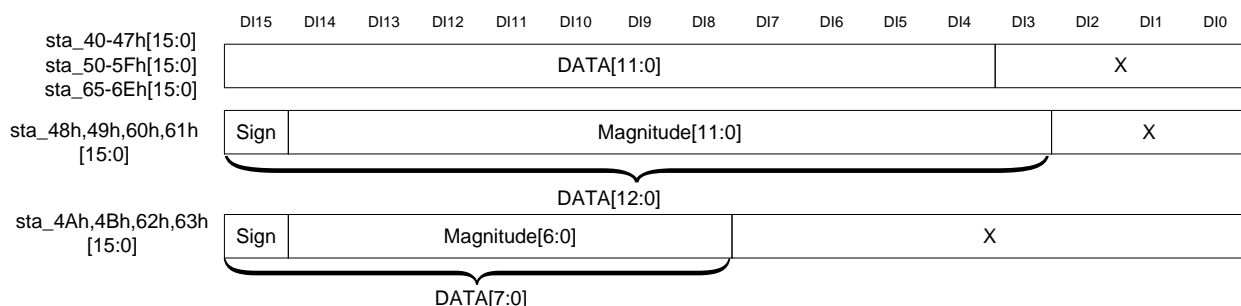 DI15 DI14 DI13 DI12 DI11 DI10 DI9 DI8 DI7 DI6 DI5 DI4 DI3 DI2 DI1 DI0
sta_40-47h[15:0]
sta_50-5Fh[15:0]
sta_65-6Eh[15:0]
DATA[11:0] X
sta_48h,49h,60h,61h
[15:0]
Sign Magnitude[11:0] X
DATA[12:0]
sta_4Ah,4Bh,62h,63h
[15:0]
Sign Magnitude[6:0] X
DATA[7:0]